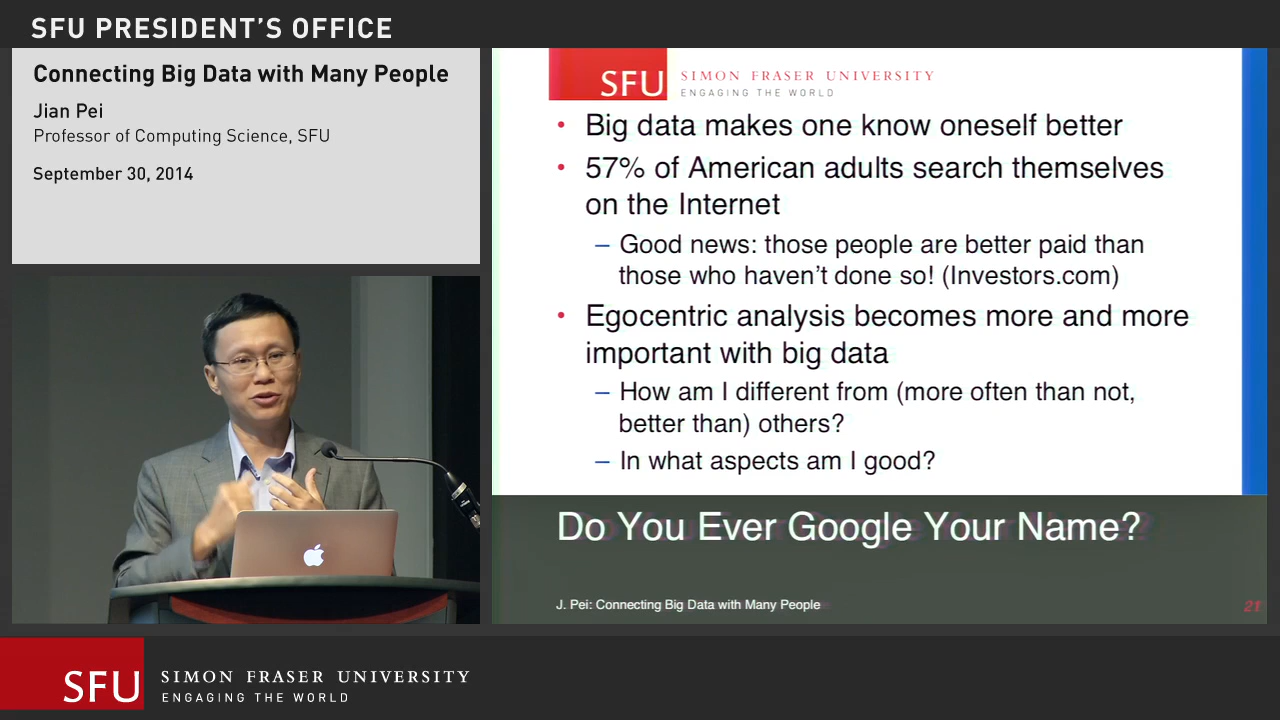 SFU PRESIDENT'S OFFICE
Connecting Big Data with Many People
Jian Pei
Professor of Computing Science, SFU
September 30, 2014
SFU SIMON FRASER UNIVERSITY
ENGAGING THE WORLD
• Big data makes one know oneself better
• 57% of American adults search themselves
on the Internet
– Good news: those people are better paid than
those who haven't done so! (Investors.com)
• Egocentric analysis becomes more and more
important with big data
– How am I different from (more often than not,
better than) others?
– In what aspects am I good?
Do You Ever Google Your Name?
J. Pei: Connecting Big Data with Many People
21
SFU SIMON FRASER UNIVERSITY
ENGAGING THE WORLD